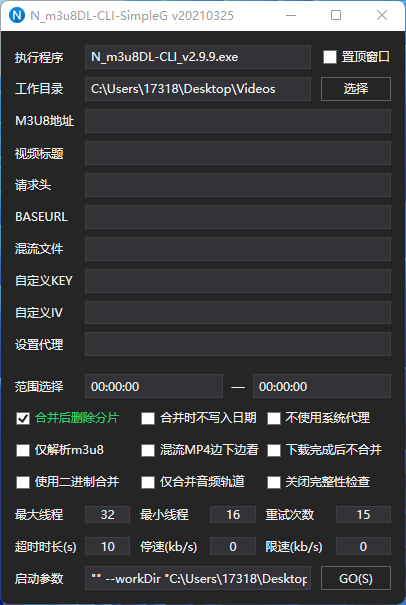 N_m3u8DL-CLI-SimpleG v20210325
执行程序 N_m3u8DL-CLI_v2.9.9.exe 置顶窗口
工作目录 C:\Users\17318\Desktop\Videos 选择
M3U8地址
视频标题
请求头
BASEURL
混流文件
自定义KEY
自定义IV
设置代理
范围选择 00:00:00 — 00:00:00
合并后删除分片 合并时不写入日期 不使用系统代理
仅解析m3u8 混流MP4边下边看 下载完成后不合并
使用二进制合并 仅合并音频轨道 关闭完整性检查
最大线程 32 最小线程 16 重试次数 15
超时时长(s) 10 停速(kb/s) 0 限速(kb/s) 0
启动参数 "" --workDir "C:\Users\17318\Desktop GO(S)